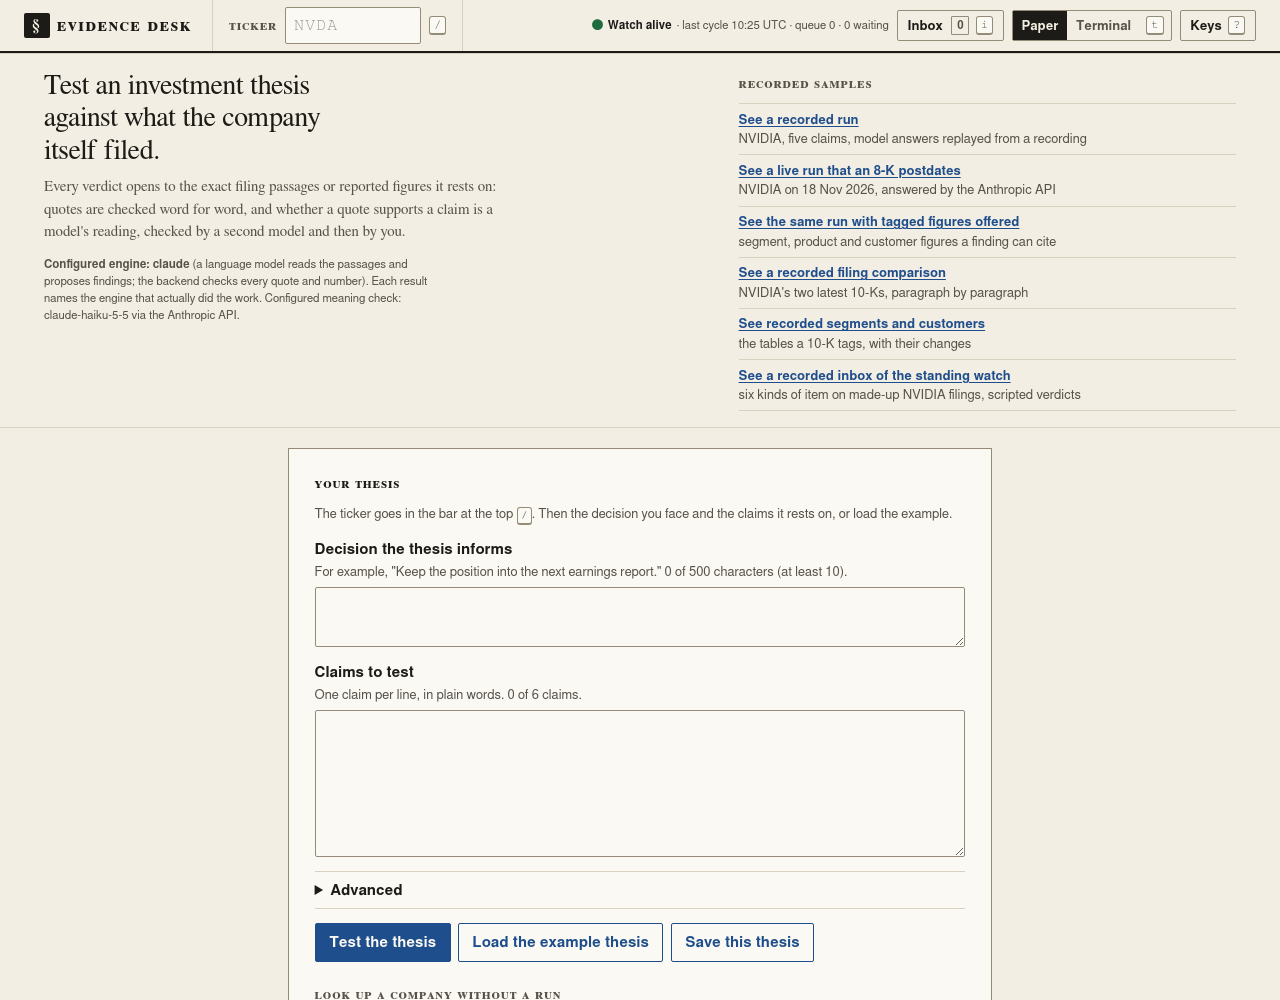 § EVIDENCE DESK
TICKER NVDA /
Watch alive · last cycle 10:25 UTC · queue 0 · 0 waiting
Inbox 0 i
Paper Terminal t
Keys ?
Test an investment thesis
against what the company
itself filed.
Every verdict opens to the exact filing passages or reported figures it rests on:
quotes are checked word for word, and whether a quote supports a claim is a
model's reading, checked by a second model and then by you.
Configured engine: claude (a language model reads the passages and
proposes findings; the backend checks every quote and number). Each result
names the engine that actually did the work. Configured meaning check:
claude-haiku-5-5 via the Anthropic API.
RECORDED SAMPLES
See a recorded run
NVIDIA, five claims, model answers replayed from a recording
See a live run that an 8-K postdates
NVIDIA on 18 Nov 2026, answered by the Anthropic API
See the same run with tagged figures offered
segment, product and customer figures a finding can cite
See a recorded filing comparison
NVIDIA's two latest 10-Ks, paragraph by paragraph
See recorded segments and customers
the tables a 10-K tags, with their changes
See a recorded inbox of the standing watch
six kinds of item on made-up NVIDIA filings, scripted verdicts
YOUR THESIS
The ticker goes in the bar at the top /. Then the decision you face and the claims it rests on, or load the example.
Decision the thesis informs
For example, "Keep the position into the next earnings report." 0 of 500 characters (at least 10).
Claims to test
One claim per line, in plain words. 0 of 6 claims.
Advanced
Test the thesis
Load the example thesis
Save this thesis
LOOK UP A COMPANY WITHOUT A RUN